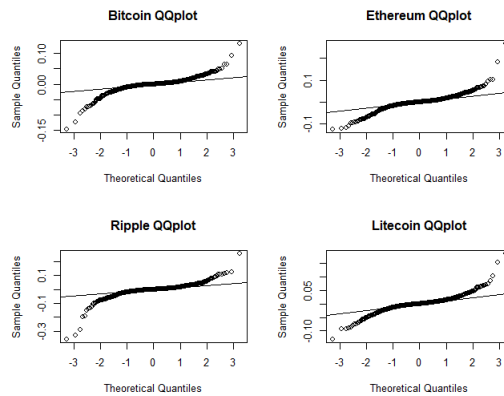 Bitcoin QQplot
Sample Quantiles
-0.15 0.00 0.10
-3 -2 -1 0 1 2 3
Theoretical Quantiles
Ethereum QQplot
Sample Quantiles
-0.1 0.1
-3 -2 -1 0 1 2 3
Theoretical Quantiles
Ripple QQplot
Sample Quantiles
-0.3 -0.1 0.1
-3 -2 -1 0 1 2 3
Theoretical Quantiles
Litecoin QQplot
Sample Quantiles
-0.10 0.05
-3 -2 -1 0 1 2 3
Theoretical Quantiles